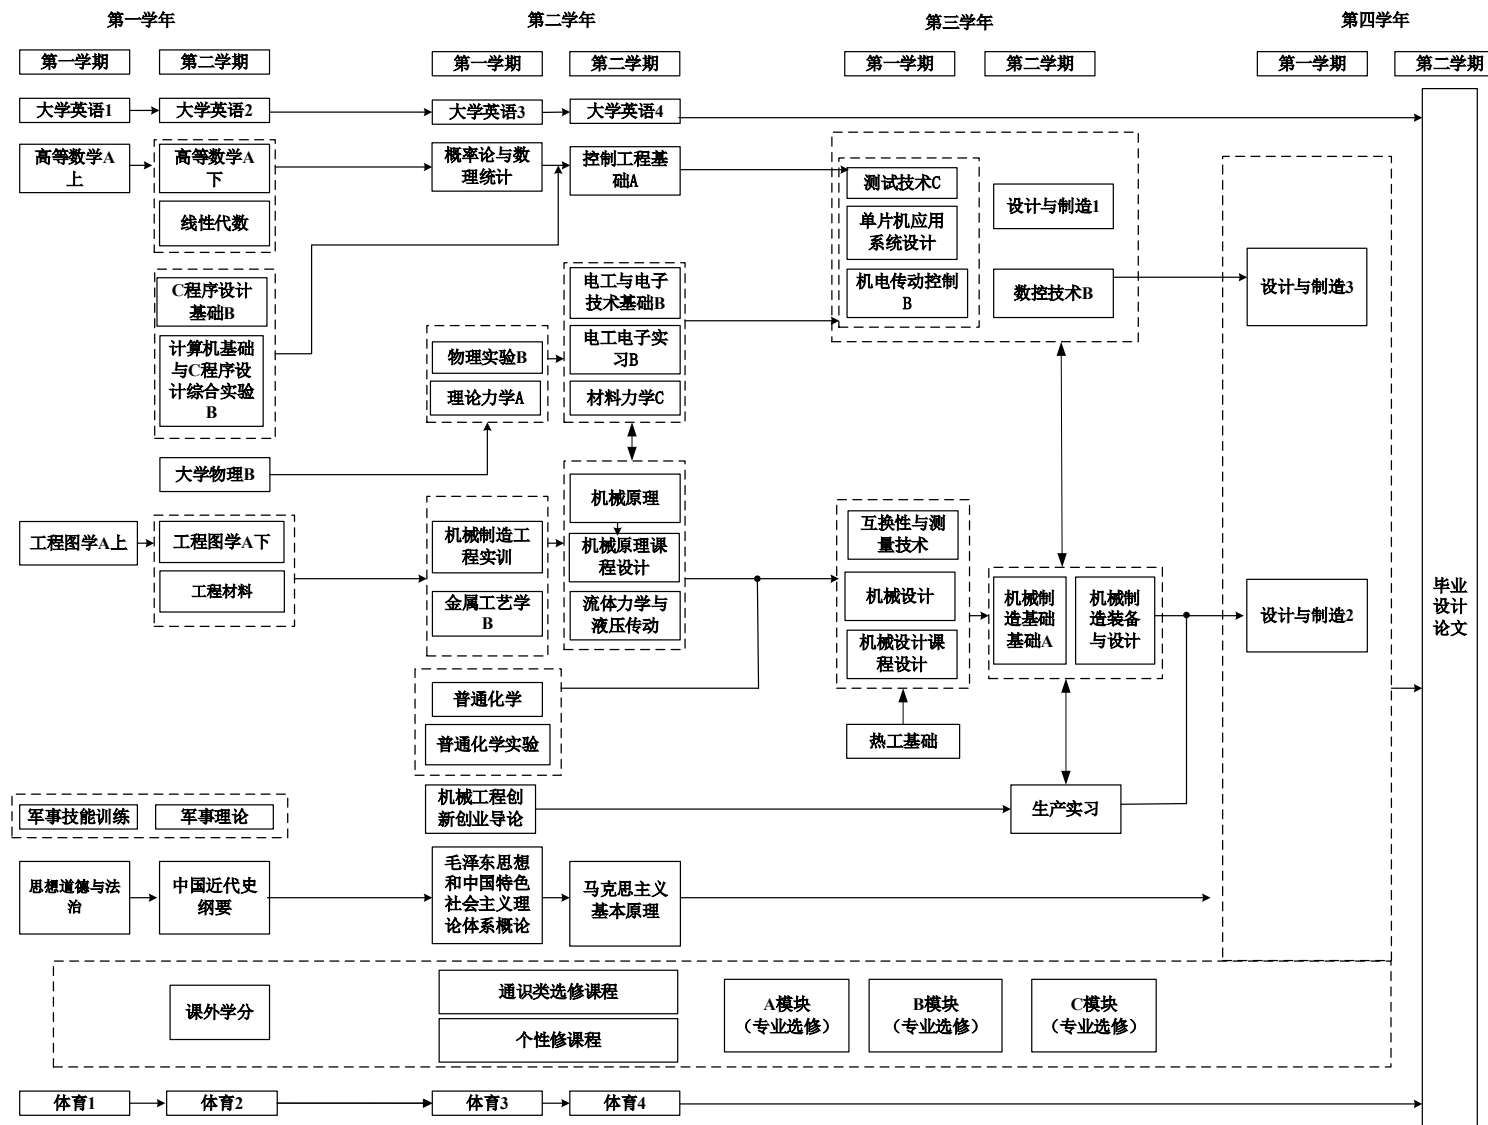 第一学年
第二学年
第三学年
第四学年
第一学期
第二学期
第一学期
第二学期
第一学期
第二学期
第一学期
第二学期
大学英语1
大学英语2
大学英语3
大学英语4
高等数学A
上
高等数学A
下
线性代数
概率论与数
理统计
控制工程基
础A
测试技术C
单片机应用
系统设计
机电传动控制
B
设计与制造1
数控技术B
设计与制造3
C程序设计
基础B
计算机基础
与C程序设
计综合实验
B
电工与电子
技术基础B
电工电子实
习B
材料力学C
物理实验B
理论力学A
大学物理B
机械原理
机械原理课
程设计
流体力学与
液压传动
工程图学A上
工程图学A下
工程材料
机械制造工
程实训
金属工艺学
B
互换性与测
量技术
机械设计
机械设计课
程设计
机械制
造基础
基础A
机械制
造装备
与设计
设计与制造2
毕业
设计
论文
普通化学
普通化学实验
热工基础
军事技能训练
军事理论
机械工程创
新创业导论
生产实习
思想道德与法
治
中国近代史
纲要
毛泽东思想
和中国特色
社会主义理
论体系概论
马克思主义
基本原理
课外学分
通识类选修课程
个性修课程
A模块
（专业选修）
B模块
（专业选修）
C模块
（专业选修）
体育1
体育2
体育3
体育4